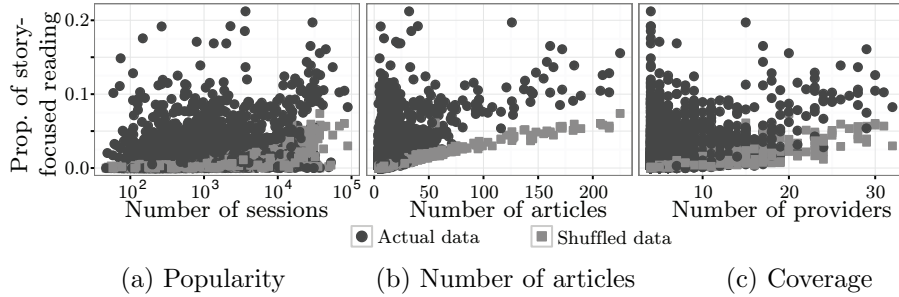 Prop. of story-
focused reading
0.2
0.1
0.0
10^2 10^3 10^4 10^5
0 50 100 150 200
10 20 30
Number of sessions
Number of articles
Number of providers
Actual data
Shuffled data
(a) Popularity
(b) Number of articles
(c) Coverage